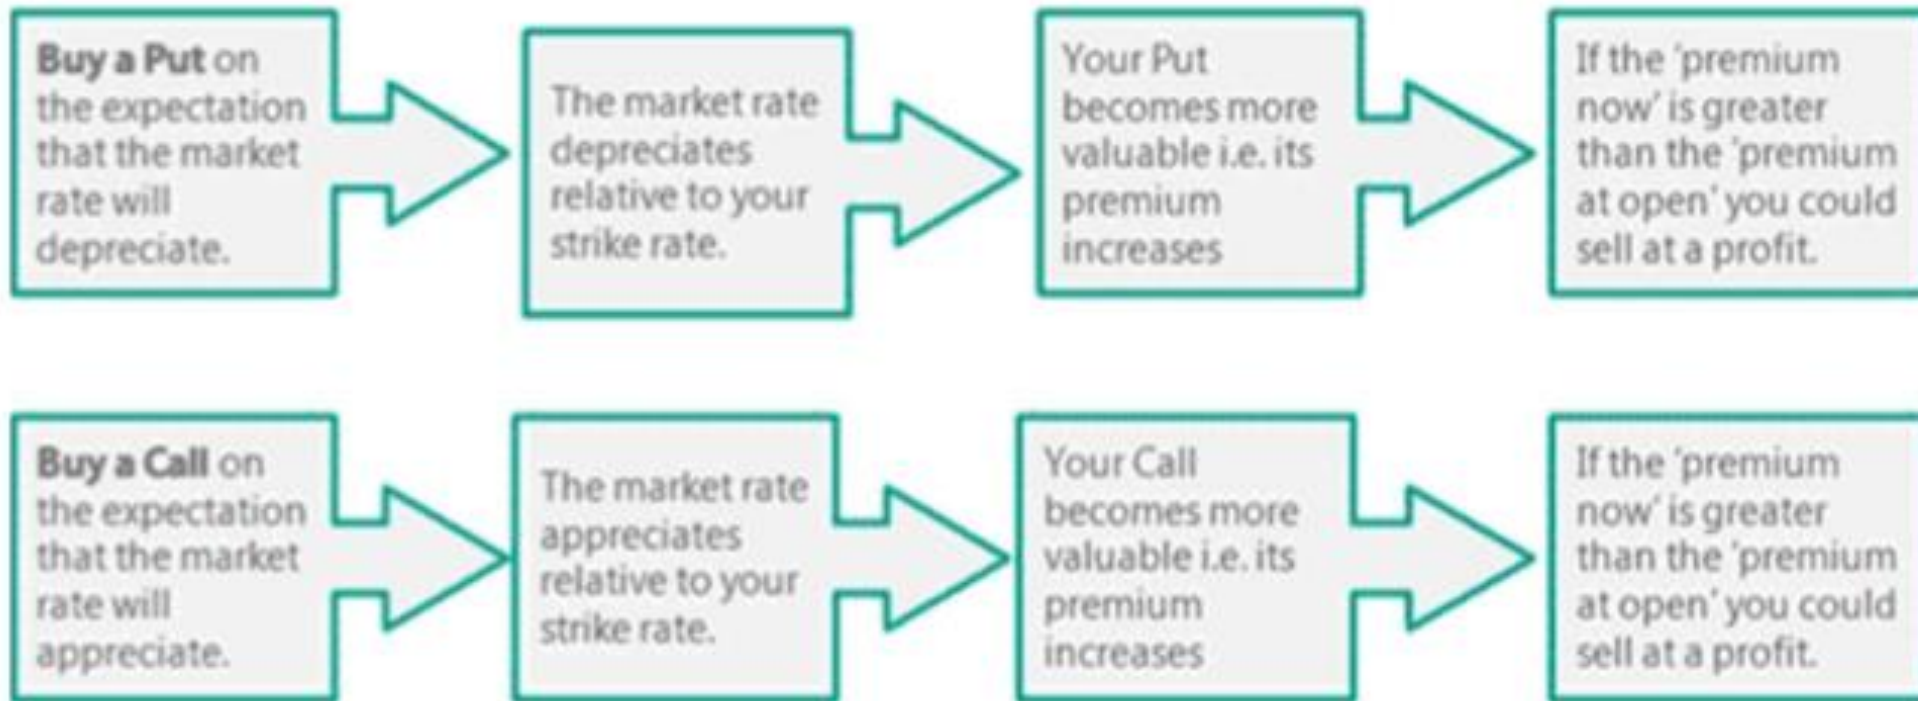 Buy a Put on
the expectation
that the market
rate will
depreciate.
The market rate
depreciates
relative to your
strike rate.
Your Put
becomes more
valuable i.e. its
premium
increases
If the ‘premium
now’ is greater
than the ‘premium
at open’ you could
sell at a profit.
Buy a Call on
the expectation
that the market
rate will
appreciate.
The market rate
appreciates
relative to your
strike rate.
Your Call
becomes more
valuable i.e. its
premium
increases
If the ‘premium
now’ is greater
than the ‘premium
at open’ you could
sell at a profit.